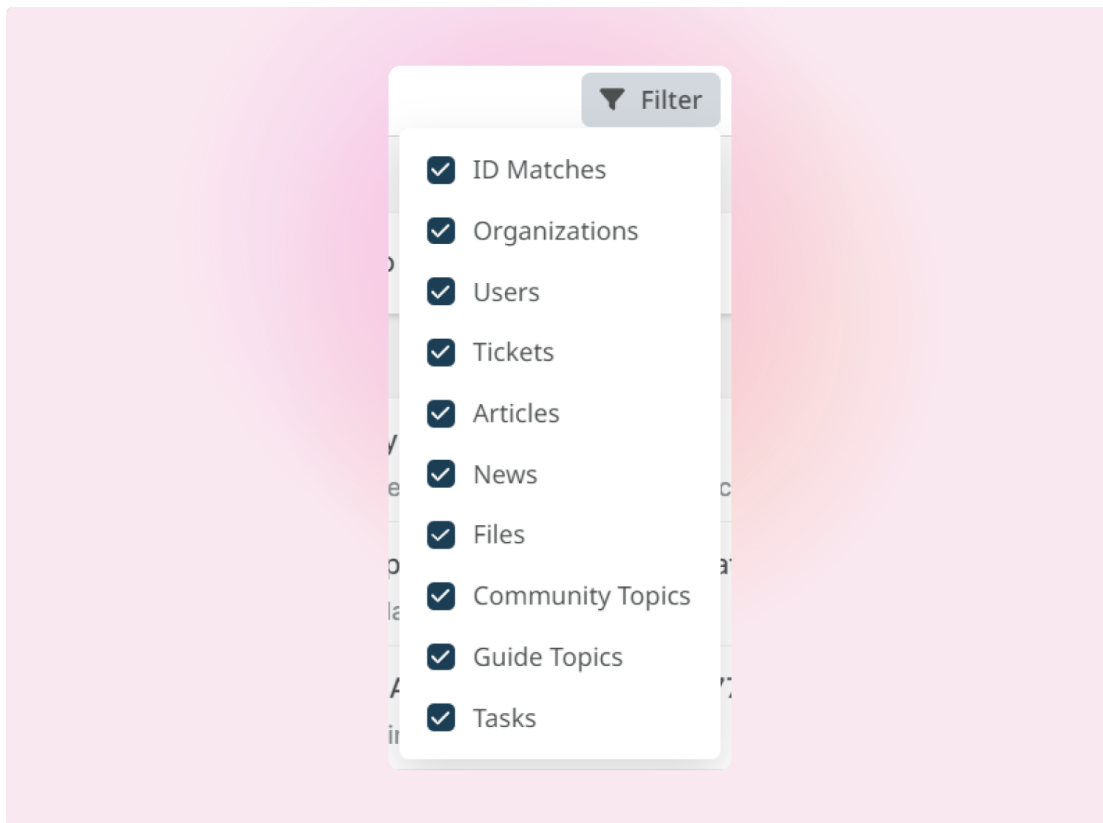 Filter
ID Matches
Organizations
Users
Tickets
Articles
News
Files
Community Topics
Guide Topics
Tasks